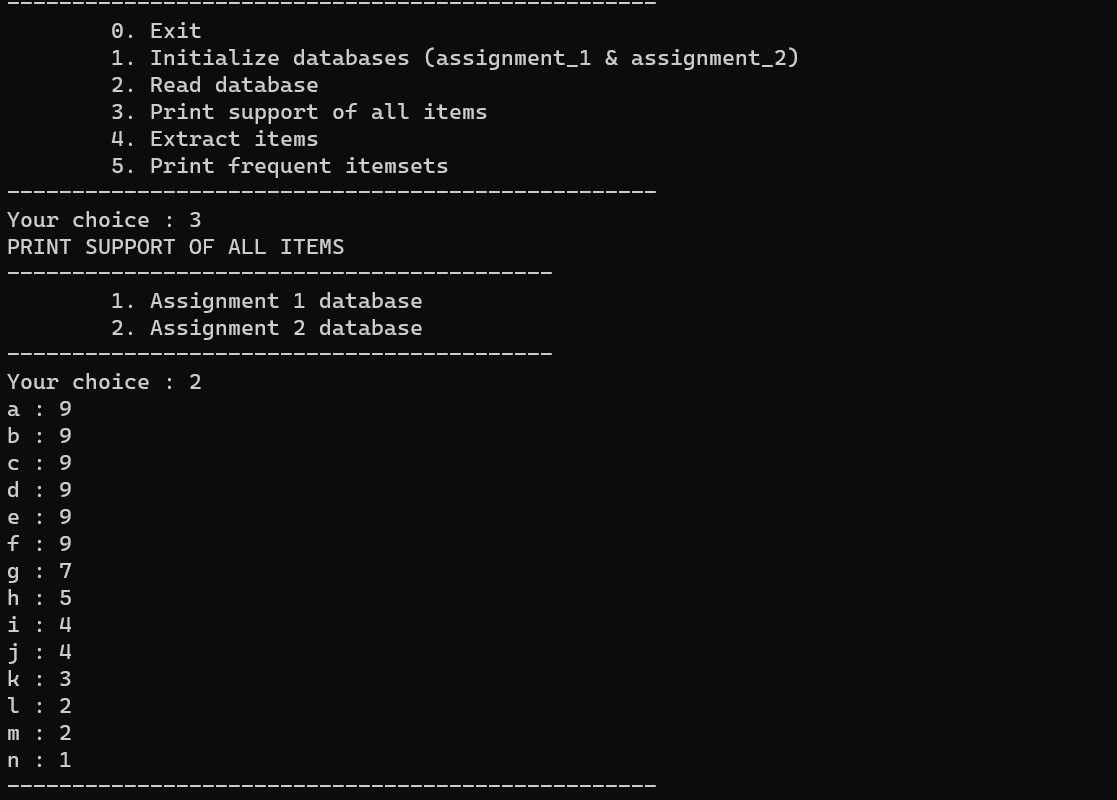 --------------------------------------------------
0. Exit
1. Initialize databases (assignment_1 & assignment_2)
2. Read database
3. Print support of all items
4. Extract items
5. Print frequent itemsets
--------------------------------------------------
Your choice : 3
PRINT SUPPORT OF ALL ITEMS
------------------------------------------
1. Assignment 1 database
2. Assignment 2 database
------------------------------------------
Your choice : 2
a : 9
b : 9
c : 9
d : 9
e : 9
f : 9
g : 7
h : 5
i : 4
j : 4
k : 3
l : 2
m : 2
n : 1
--------------------------------------------------